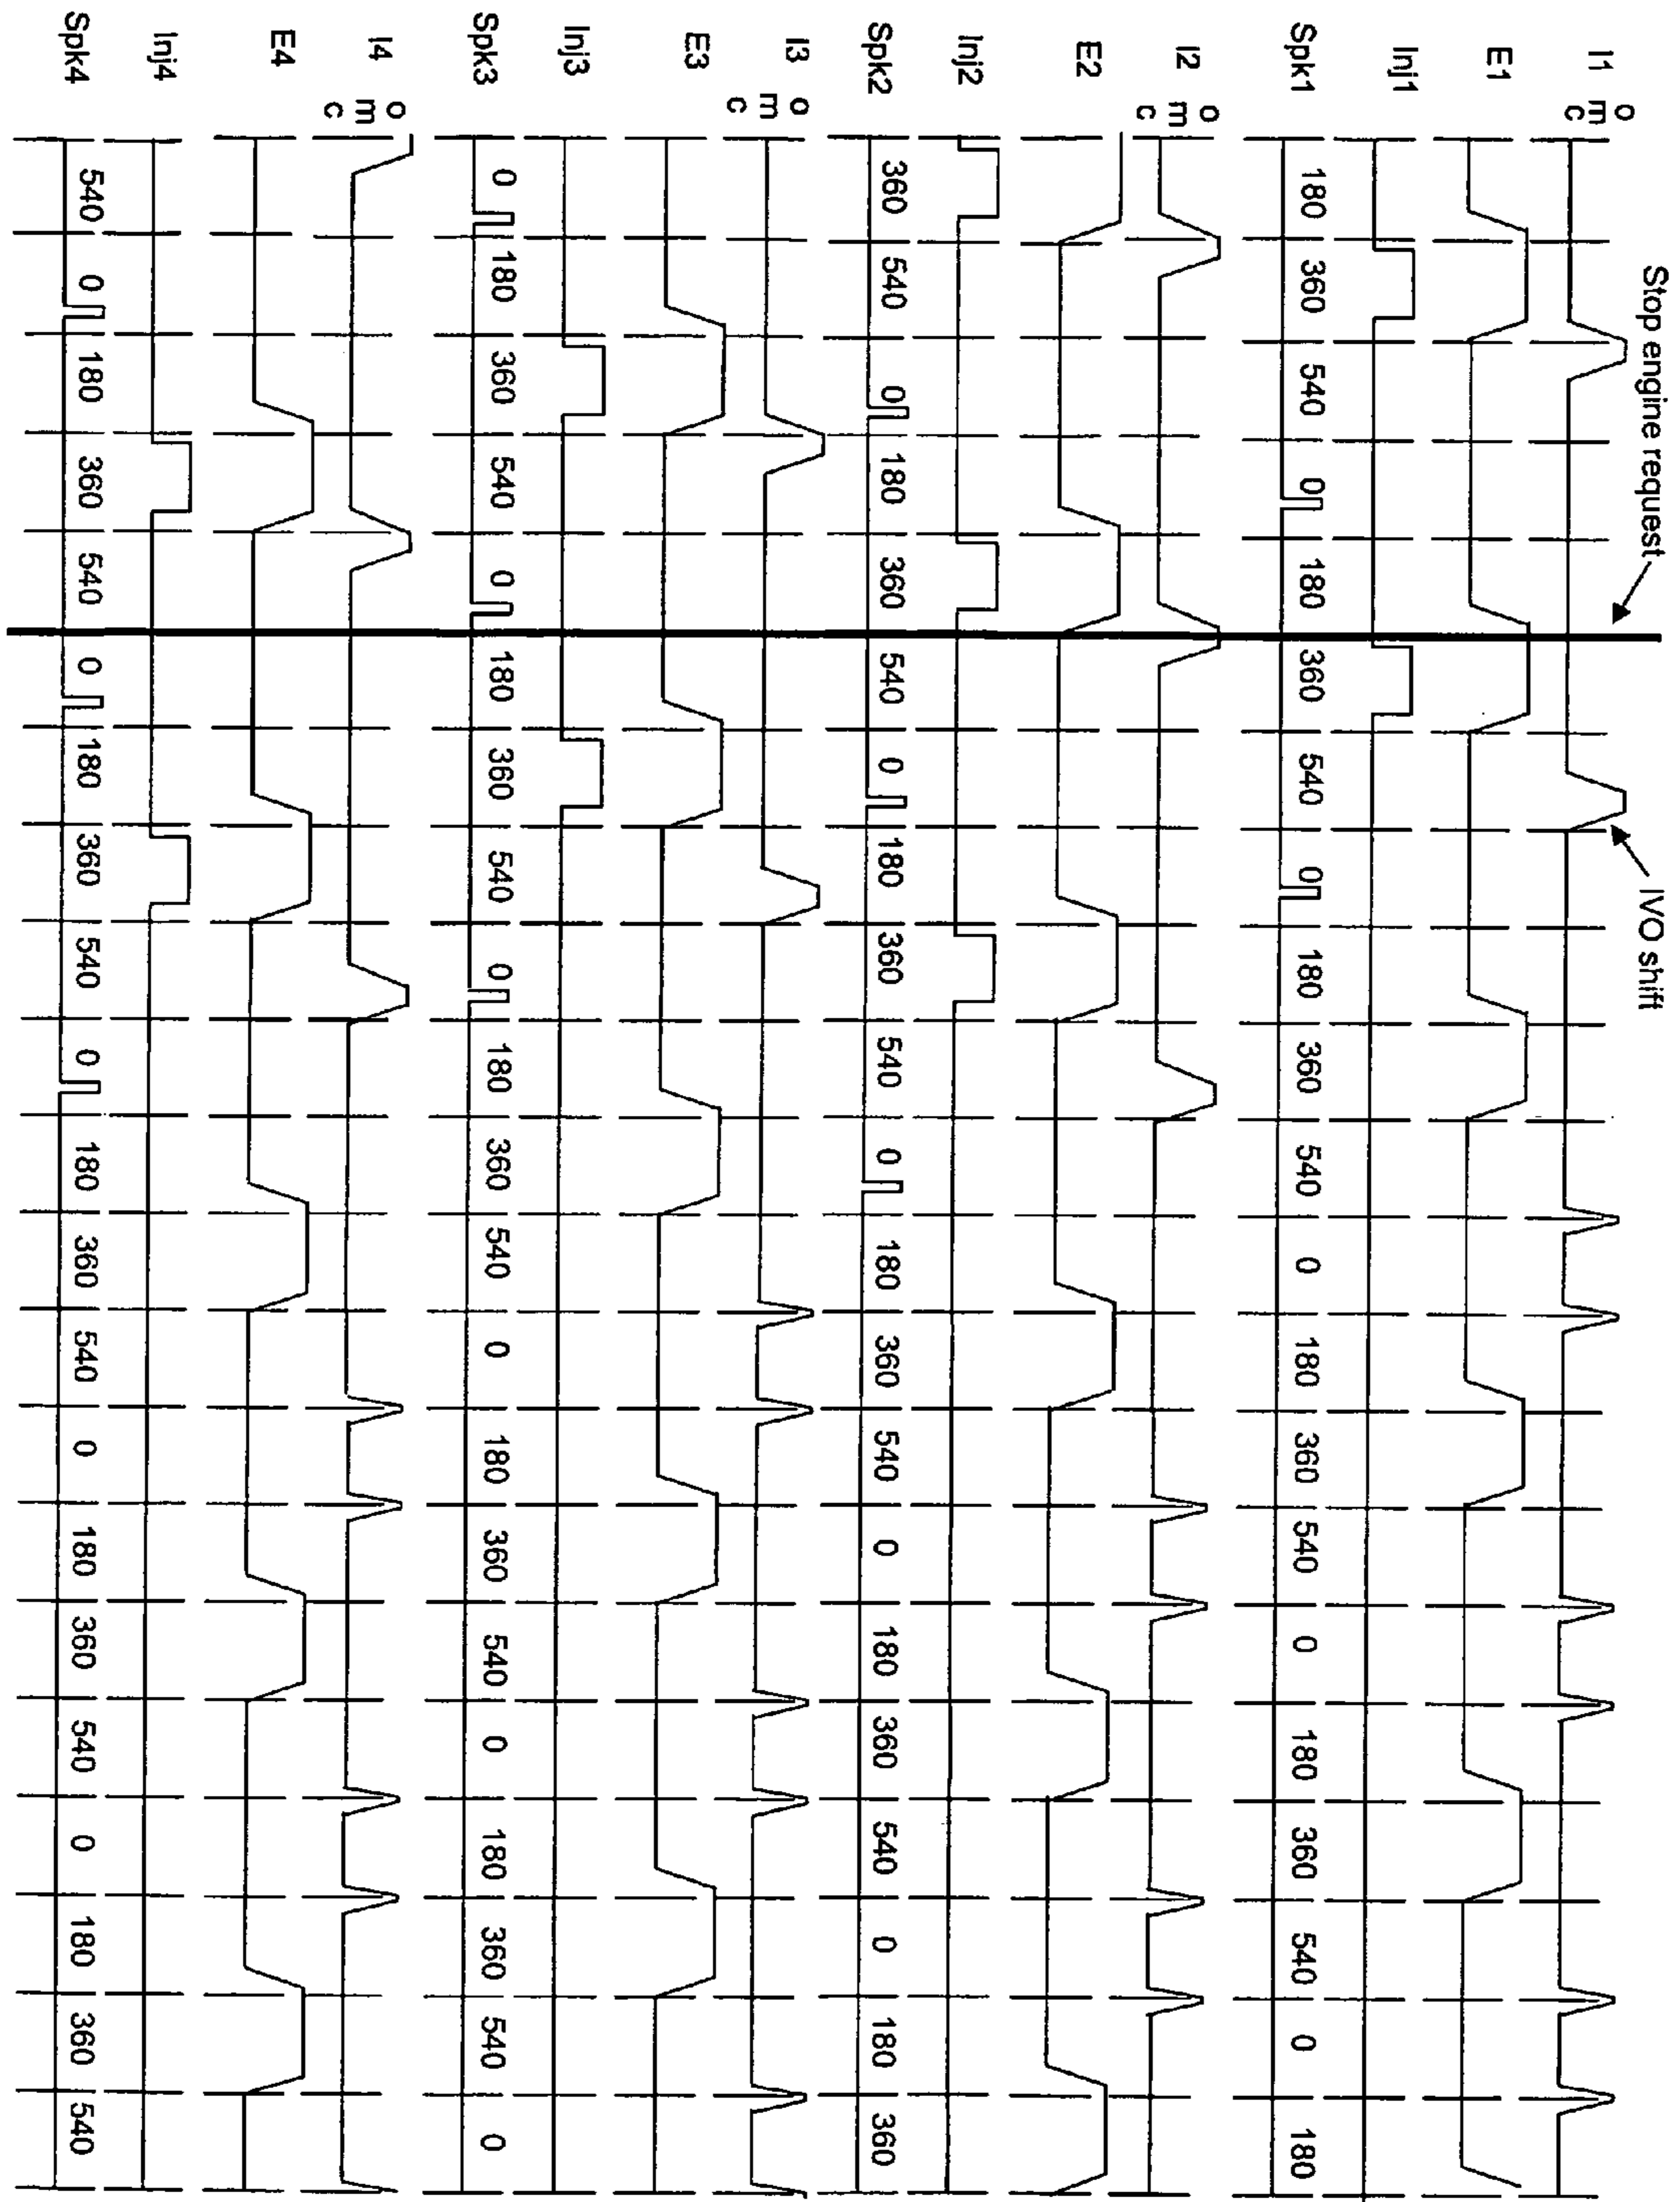 Stop engine request
IVO shift
I1
o
m
c
E1
Inj1
Spk1 180 360 540 0 180 360 540 0 180 360 540 0 180 360 540 0 180 360 540 0 180
I2
o
m
c
E2
Inj2
Spk2 360 540 0 180 360 540 0 180 360 540 0 180 360 540 0 180 360 540 0 180 360
I3
o
m
c
E3
Inj3
Spk3 0 180 360 540 0 180 360 540 0 180 360 540 0 180 360 540 0 180 360 540 0
I4
o
m
c
E4
Inj4
Spk4 540 0 180 360 540 0 180 360 540 0 180 360 540 0 180 360 540 0 180 360 540